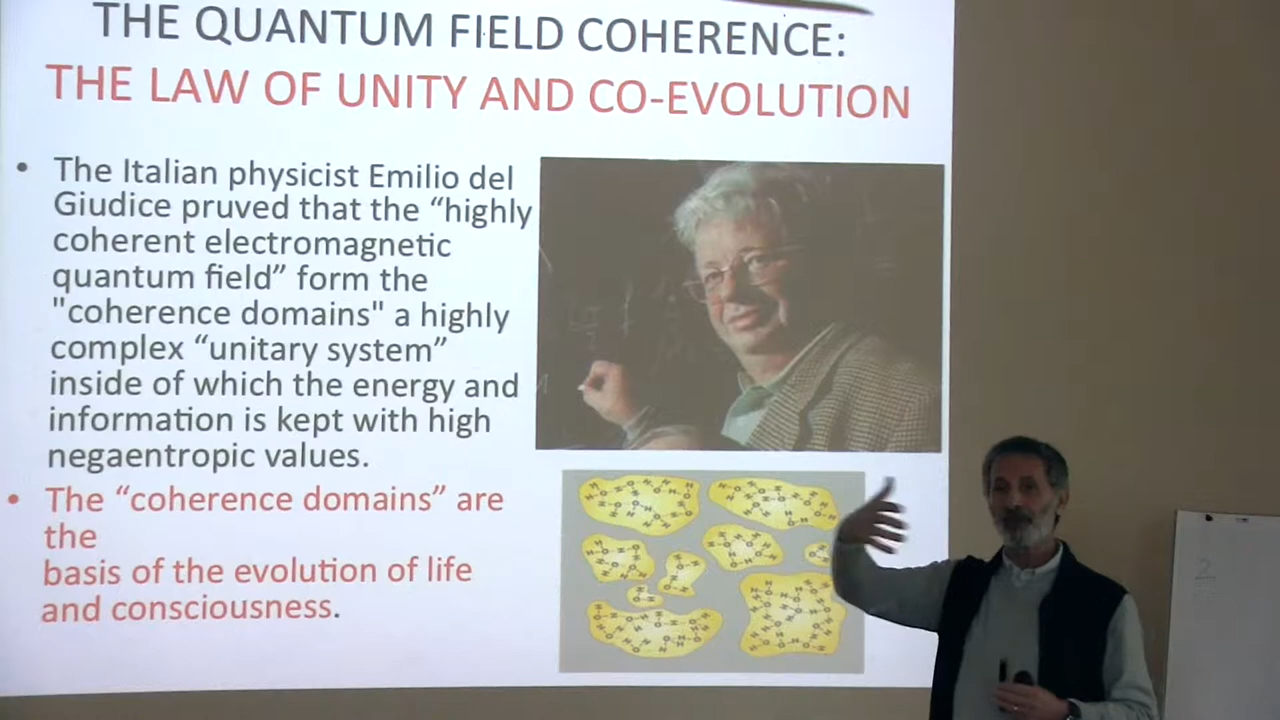 THE QUANTUM FIELD COHERENCE:
THE LAW OF UNITY AND CO-EVOLUTION
• The Italian physicist Emilio del
Giudice pruved that the “highly
coherent electromagnetic
quantum field” form the
"coherence domains" a highly
complex “unitary system”
inside of which the energy and
information is kept with high
negaentropic values.
• The “coherence domains” are
the
basis of the evolution of life
and consciousness.